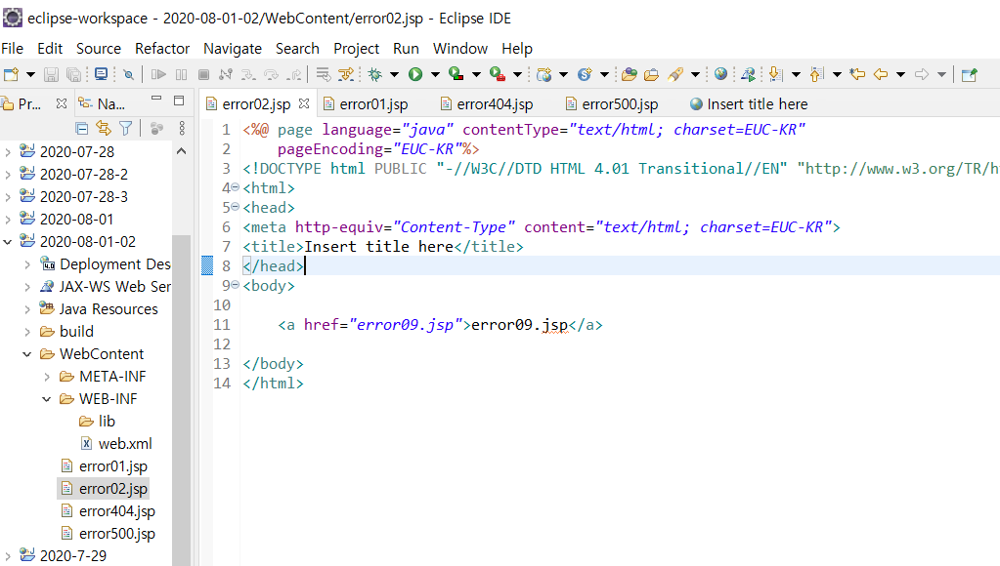 eclipse-workspace - 2020-08-01-02/WebContent/error02.jsp - Eclipse IDE
File Edit Source Refactor Navigate Search Project Run Window Help
Pr... Na...
error02.jsp error01.jsp error404.jsp error500.jsp Insert title here
2020-07-28
2020-07-28-2
2020-07-28-3
2020-08-01
2020-08-01-02
Deployment Des
JAX-WS Web Ser
Java Resources
build
WebContent
META-INF
WEB-INF
lib
web.xml
error01.jsp
error02.jsp
error404.jsp
error500.jsp
2020-7-29
1 <%@ page language="java" contentType="text/html; charset=EUC-KR"
2     pageEncoding="EUC-KR"%>
3 <!DOCTYPE html PUBLIC "-//W3C//DTD HTML 4.01 Transitional//EN" "http://www.w3.org/TR/h
4 <html>
5 <head>
6 <meta http-equiv="Content-Type" content="text/html; charset=EUC-KR">
7 <title>Insert title here</title>
8 </head>
9 <body>
10
11     <a href="error09.jsp">error09.jsp</a>
12
13 </body>
14 </html>